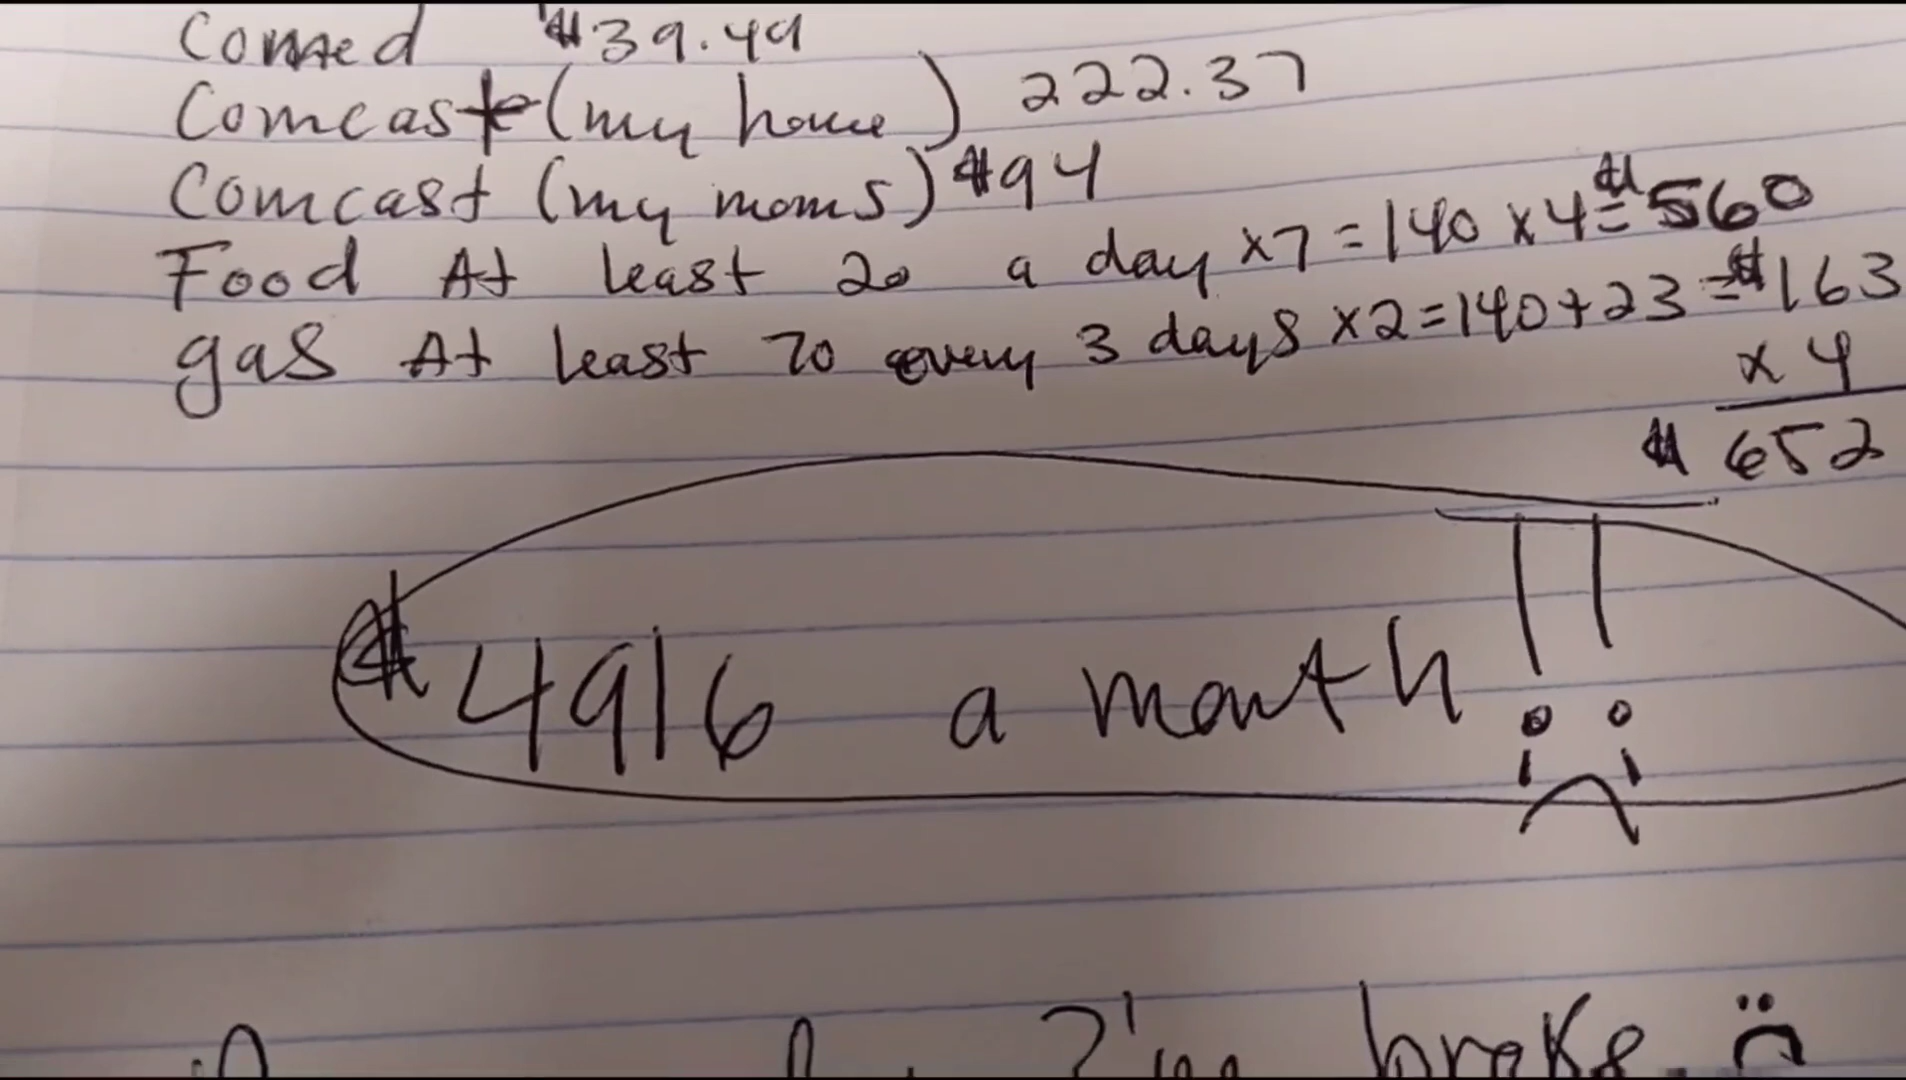 Comed $39.49
Comcast (my house) 222.37
Comcast (my moms) $94
Food At least 20 a day x7=140 x4=$560
gas At least 70 every 3 days x2=140+23=$163
x 4
$ 652
$4916 a month!!
I'm broke